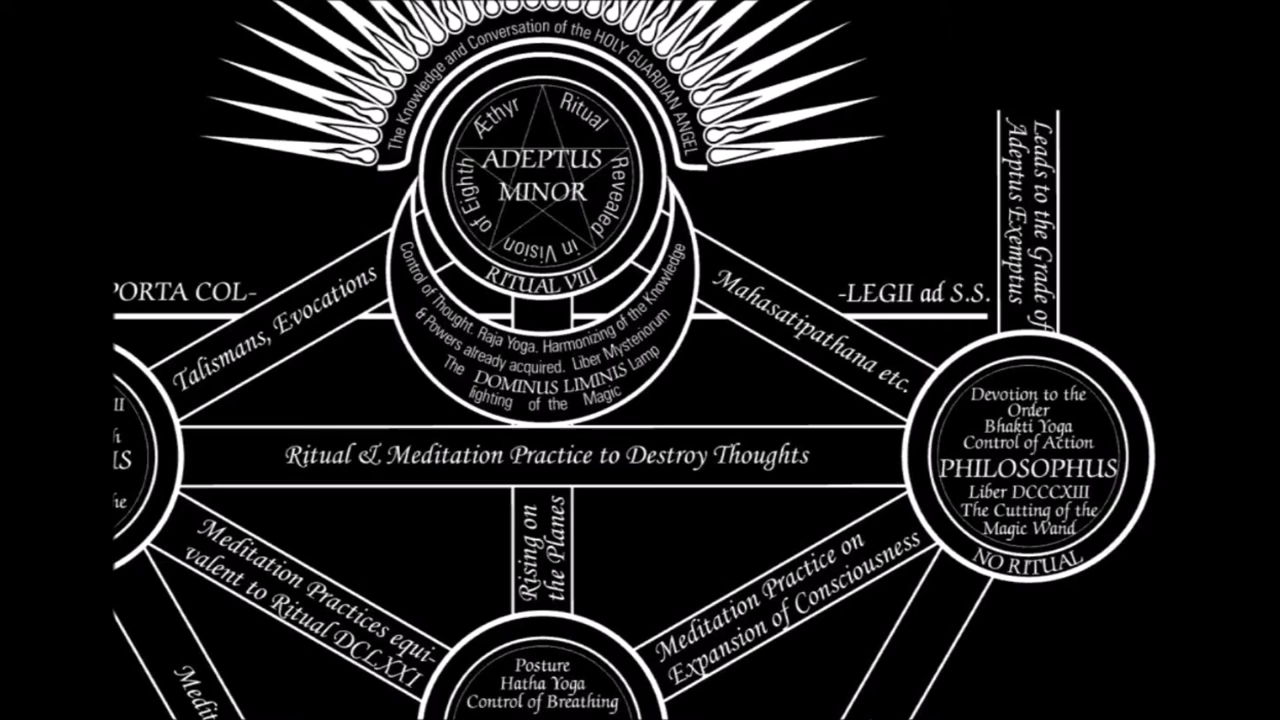 The Knowledge and Conversation of the HOLY GUARDIAN ANGEL
Æthyr Ritual Revealed in Vision of Eighth
ADEPTUS
MINOR
RITUAL VIII
Leads to the Grade of
Adeptus Exemptus
PORTA COL-
-LEGII ad S.S.
Talismans, Evocations
Mahasatipathana etc.
Control of Thought. Raja Yoga. Harmonizing of the Knowledge
& Powers already acquired. Liber Mysteriorum
The DOMINUS LIMINIS Lamp
lighting of the Magic
II
h
IS
he
Ritual & Meditation Practice to Destroy Thoughts
Devotion to the
Order
Bhakti Yoga
Control of Action
PHILOSOPHUS
Liber DCCCXIII
The Cutting of the
Magic Wand
NO RITUAL
Rising on
the Planes
Meditation Practices equi-
valent to Ritual DCLXXI
Meditation Practice on
Expansion of Consciousness
Posture
Hatha Yoga
Control of Breathing
Medit